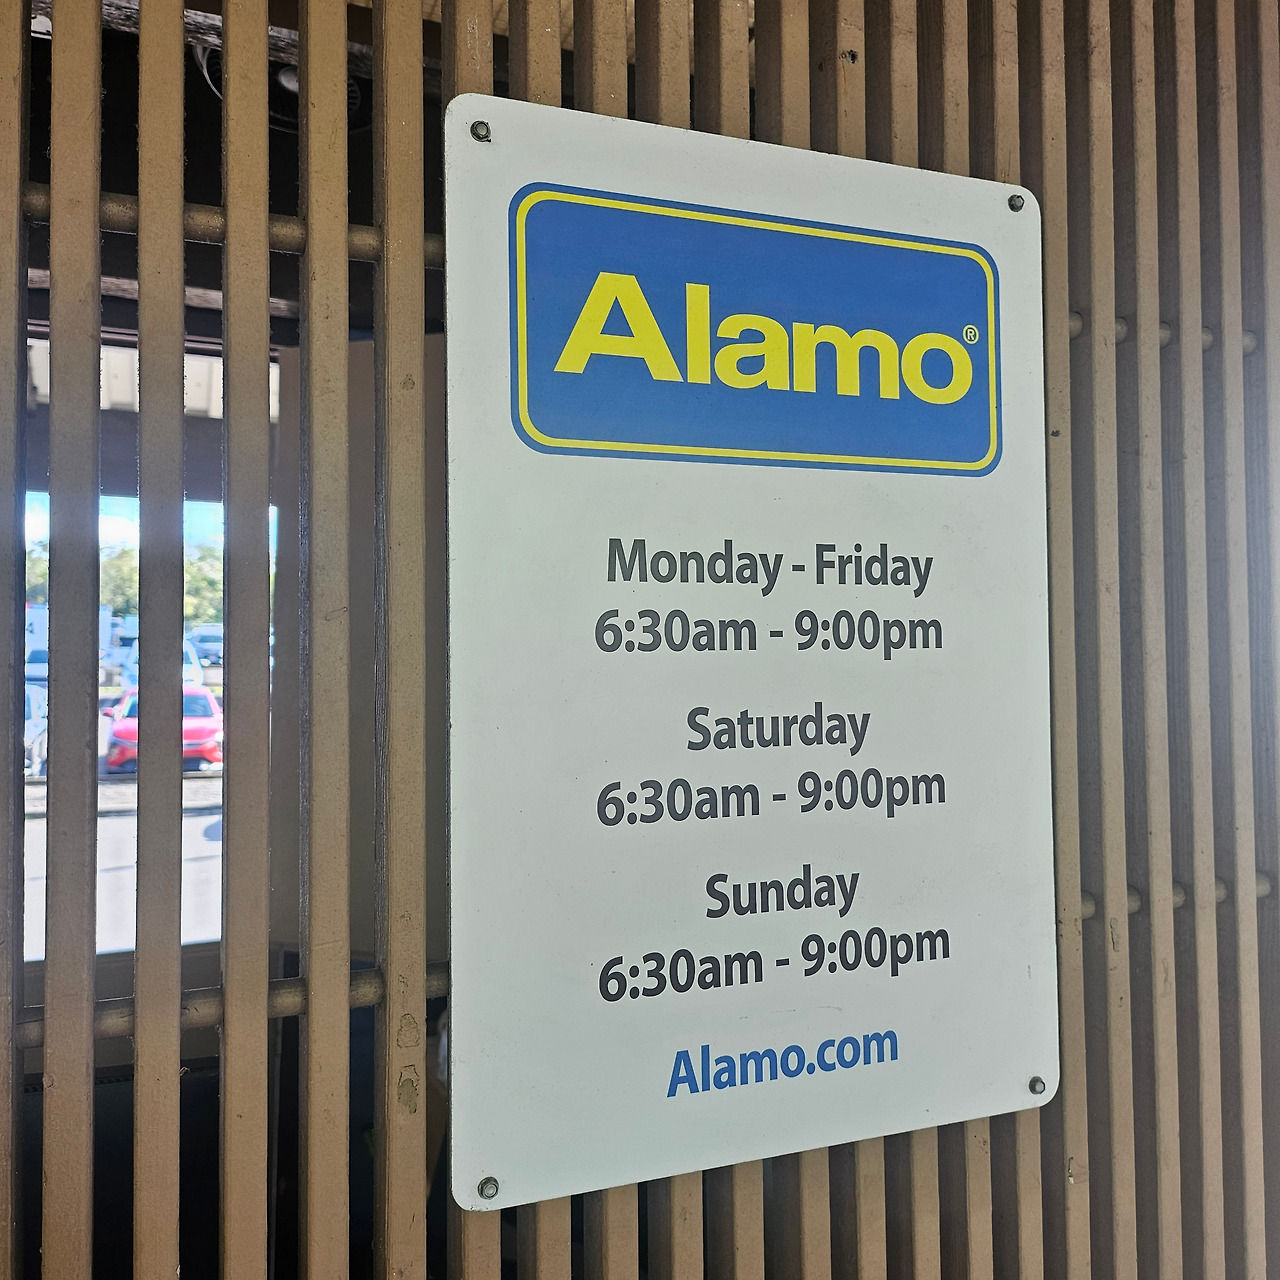 Alamo®
Monday - Friday
6:30am - 9:00pm
Saturday
6:30am - 9:00pm
Sunday
6:30am - 9:00pm
Alamo.com